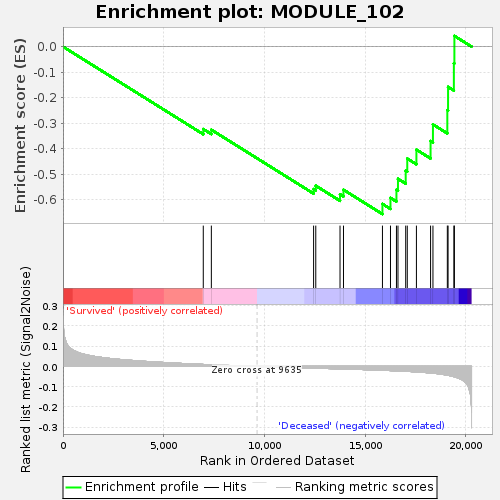 Enrichment plot: MODULE_102
Enrichment score (ES)
0.0
-0.1
-0.2
-0.3
-0.4
-0.5
-0.6
Ranked list metric (Signal2Noise)
'Survived' (positively correlated)
0.3
0.2
0.1
0.0
-0.1
-0.2
-0.3
Zero cross at 9635
'Deceased' (negatively correlated)
0 5,000 10,000 15,000 20,000
Rank in Ordered Dataset
Enrichment profile Hits Ranking metric scores